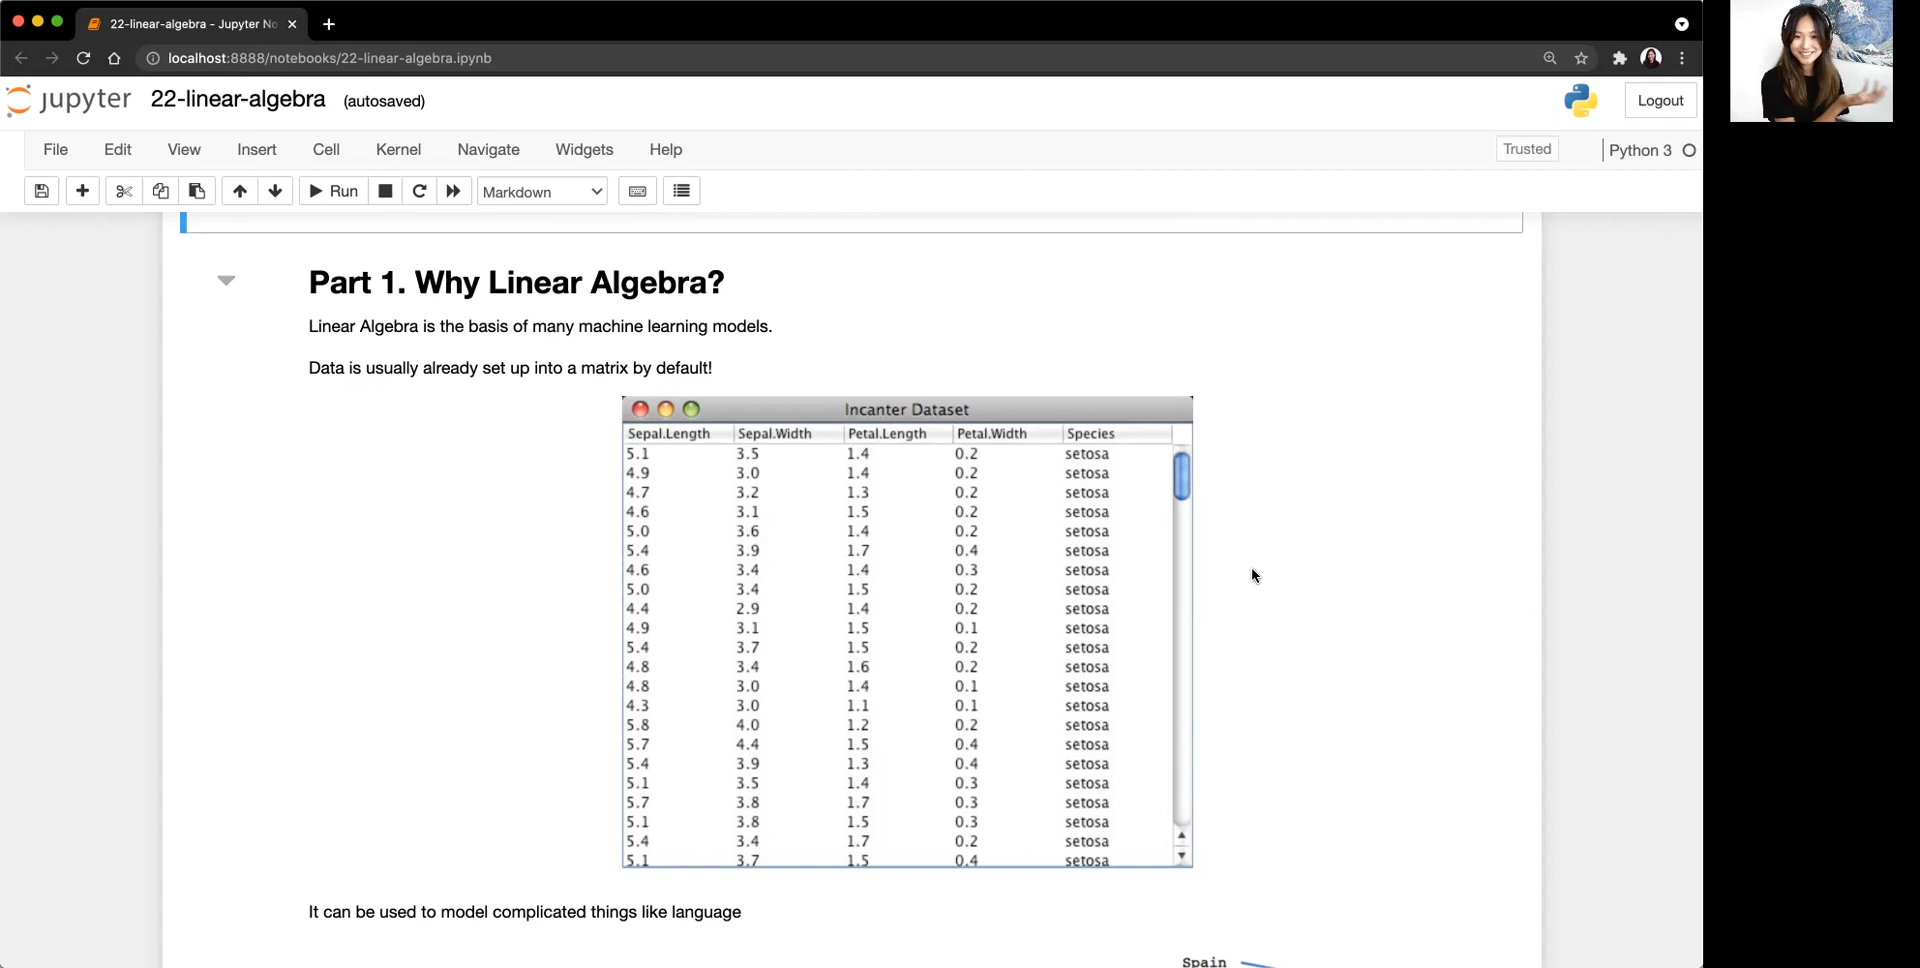 22-linear-algebra - Jupyter No
localhost:8888/notebooks/22-linear-algebra.ipynb
jupyter 22-linear-algebra (autosaved)
Logout
File Edit View Insert Cell Kernel Navigate Widgets Help
Trusted
Python 3
Run
Markdown
Part 1. Why Linear Algebra?
Linear Algebra is the basis of many machine learning models.
Data is usually already set up into a matrix by default!
Incanter Dataset
Sepal.Length Sepal.Width Petal.Length Petal.Width Species
5.1 3.5 1.4 0.2 setosa
4.9 3.0 1.4 0.2 setosa
4.7 3.2 1.3 0.2 setosa
4.6 3.1 1.5 0.2 setosa
5.0 3.6 1.4 0.2 setosa
5.4 3.9 1.7 0.4 setosa
4.6 3.4 1.4 0.3 setosa
5.0 3.4 1.5 0.2 setosa
4.4 2.9 1.4 0.2 setosa
4.9 3.1 1.5 0.1 setosa
5.4 3.7 1.5 0.2 setosa
4.8 3.4 1.6 0.2 setosa
4.8 3.0 1.4 0.1 setosa
4.3 3.0 1.1 0.1 setosa
5.8 4.0 1.2 0.2 setosa
5.7 4.4 1.5 0.4 setosa
5.4 3.9 1.3 0.4 setosa
5.1 3.5 1.4 0.3 setosa
5.7 3.8 1.7 0.3 setosa
5.1 3.8 1.5 0.3 setosa
5.4 3.4 1.7 0.2 setosa
5.1 3.7 1.5 0.4 setosa
It can be used to model complicated things like language
Spain